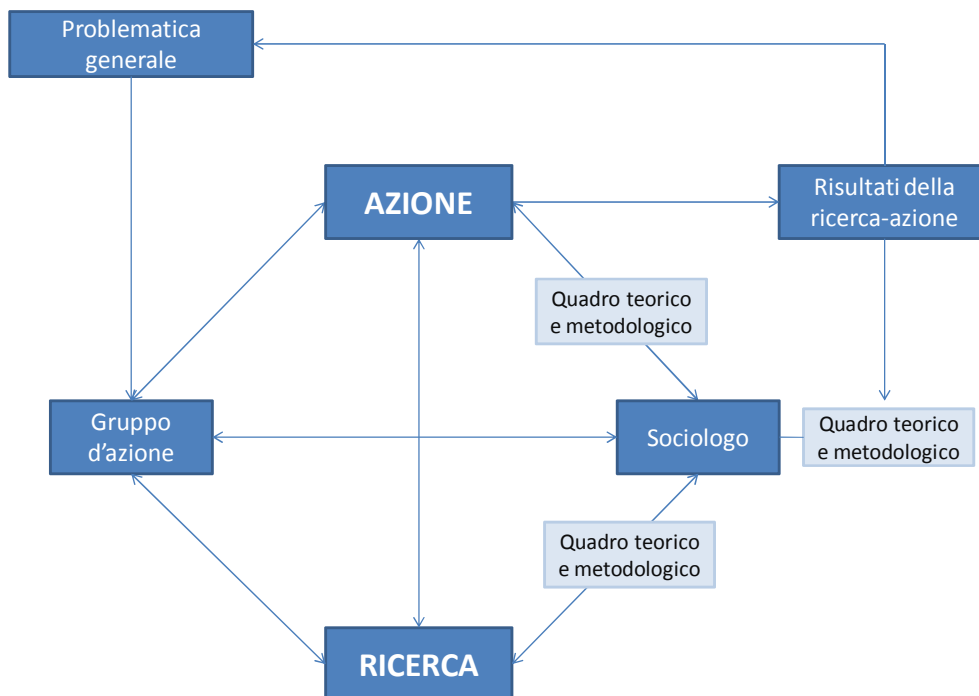 Problematica
generale
AZIONE
Risultati della
ricerca-azione
Quadro teorico
e metodologico
Gruppo
d’azione
Sociologo
Quadro teorico
e metodologico
Quadro teorico
e metodologico
RICERCA